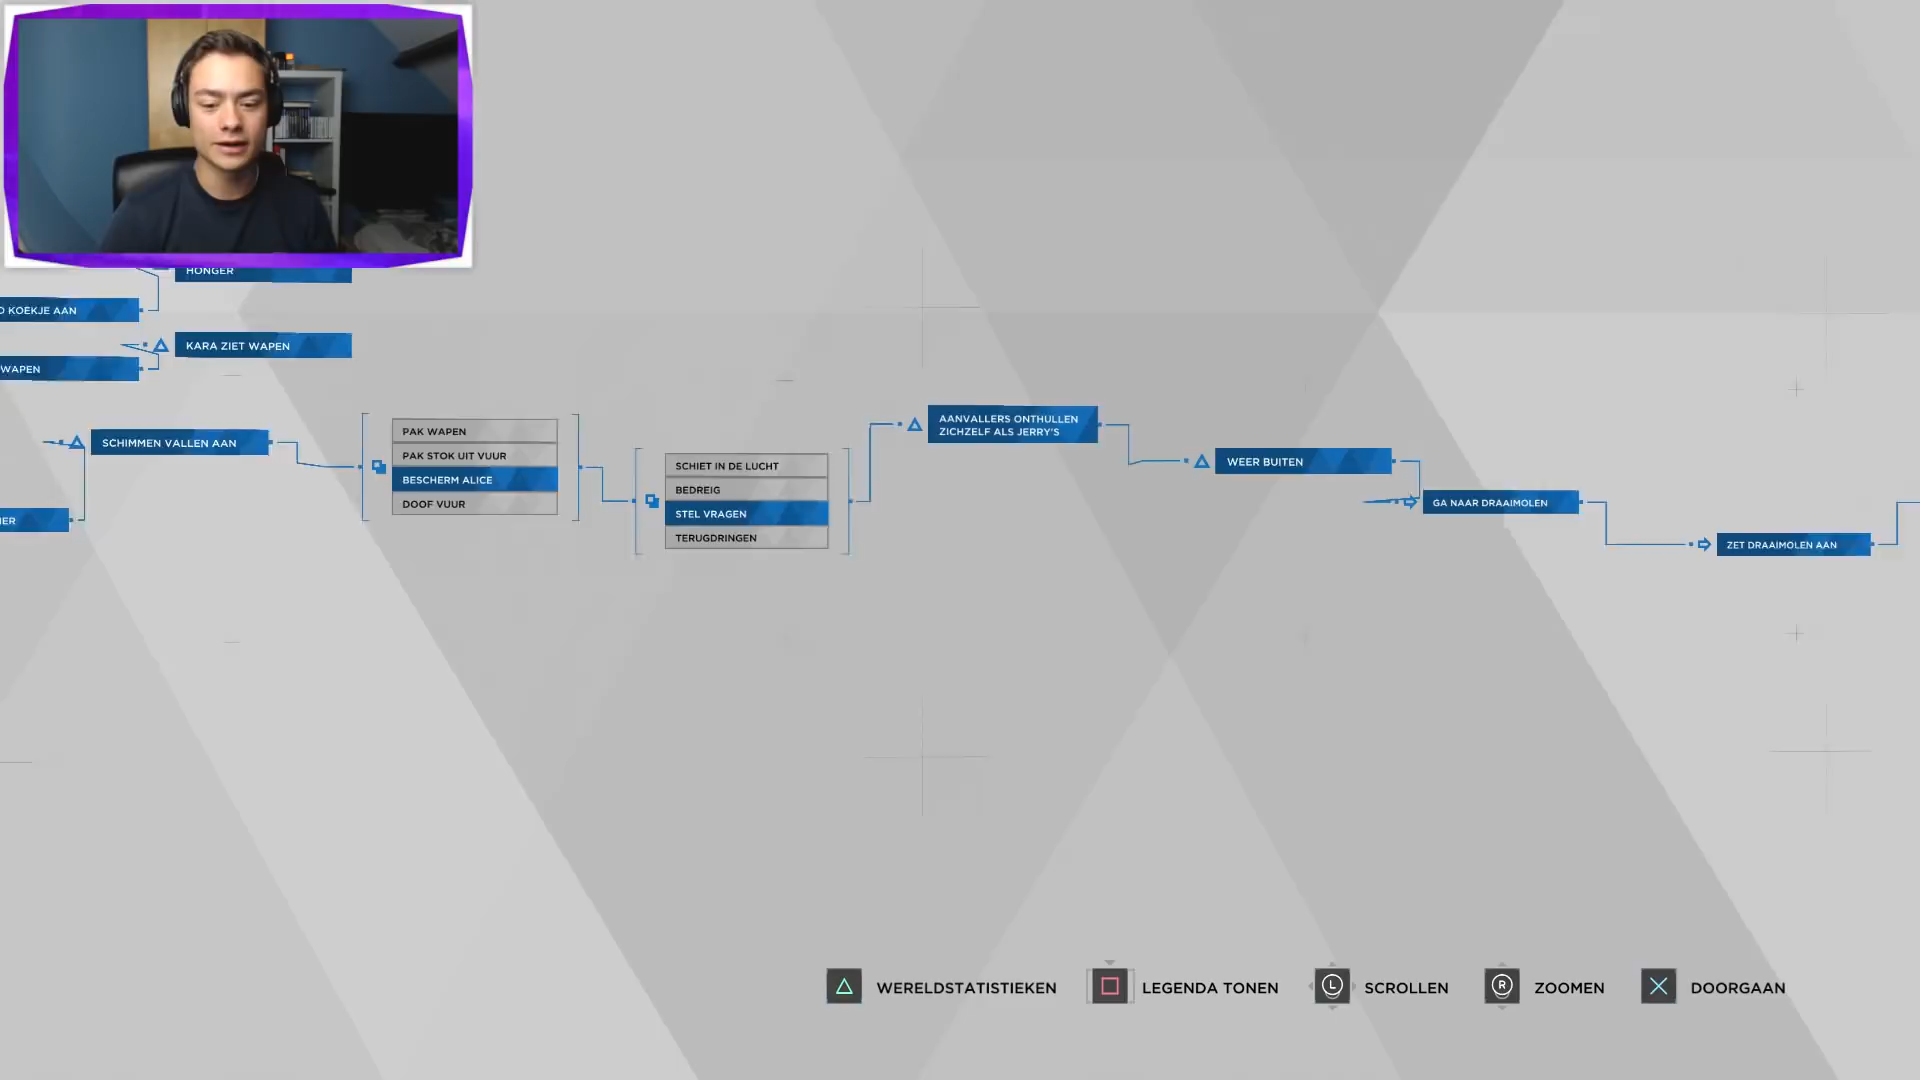 HONGER
KOEKJE AAN
KARA ZIET WAPEN
WAPEN
SCHIMMEN VALLEN AAN
PAK WAPEN
PAK STOK UIT VUUR
BESCHERM ALICE
DOOF VUUR
SCHIET IN DE LUCHT
BEDREIG
STEL VRAGEN
TERUGDRINGEN
AANVALLERS ONTHULLEN
ZICHZELF ALS JERRY'S
WEER BUITEN
GA NAAR DRAAIMOLEN
ZET DRAAIMOLEN AAN
WERELDSTATISTIEKEN
LEGENDA TONEN
L
SCROLLEN
R
ZOOMEN
DOORGAAN